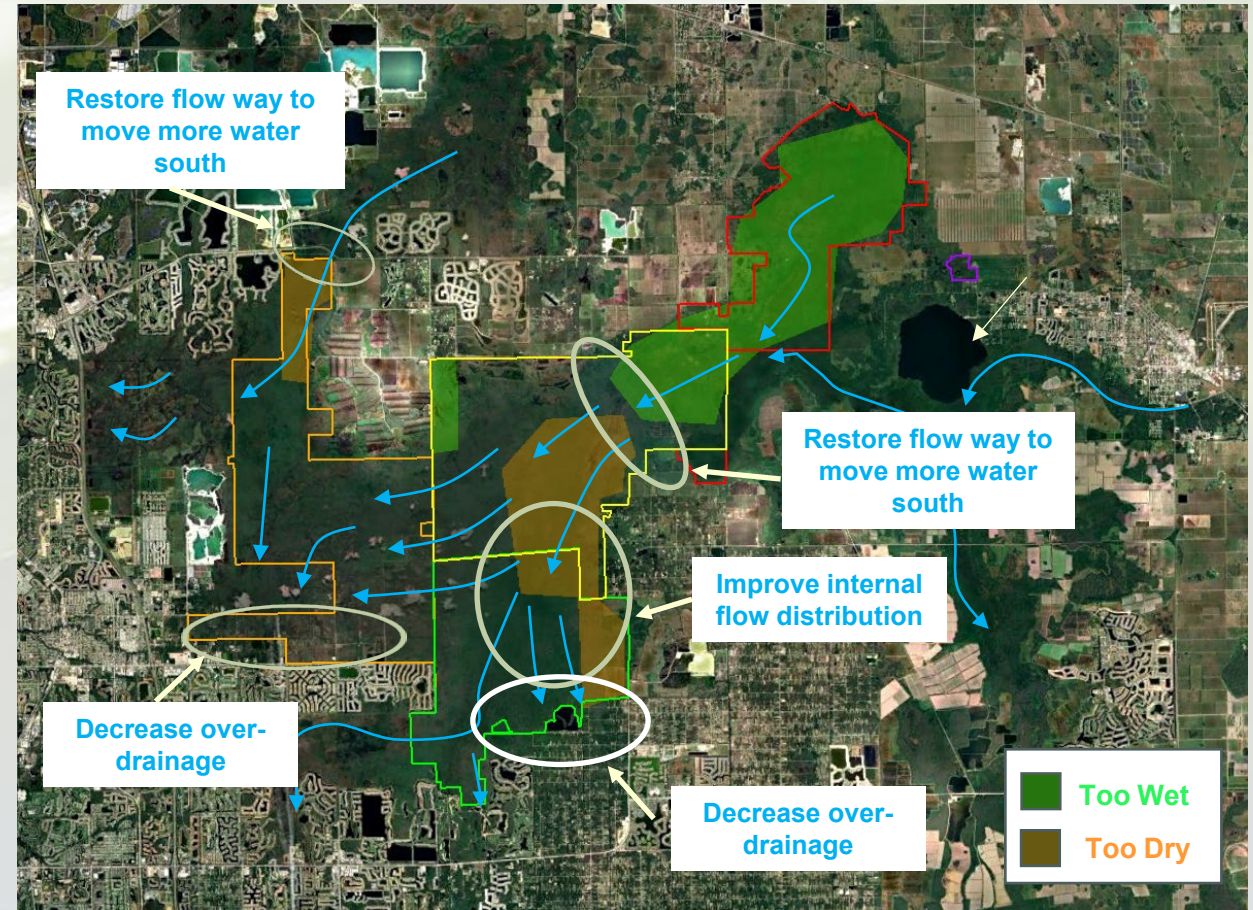 Restore flow way to
move more water
south
Restore flow way to
move more water
south
Improve internal
flow distribution
Decrease over-
drainage
Decrease over-
drainage
Too Wet
Too Dry